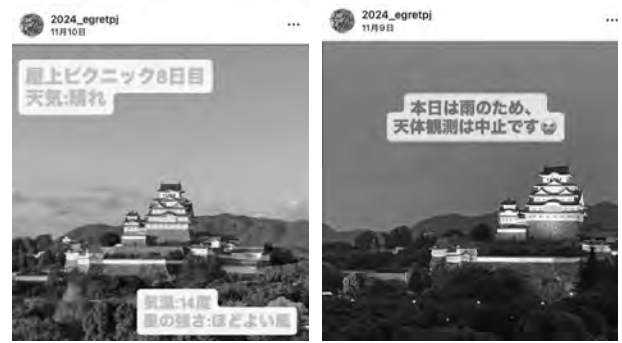 2024_egretpj
11月10日
屋上ピクニック8日目
天気:晴れ
気温:14度
風の強さ:ほどよい風
2024_egretpj
11月9日
本日は雨のため、
天体観測は中止です